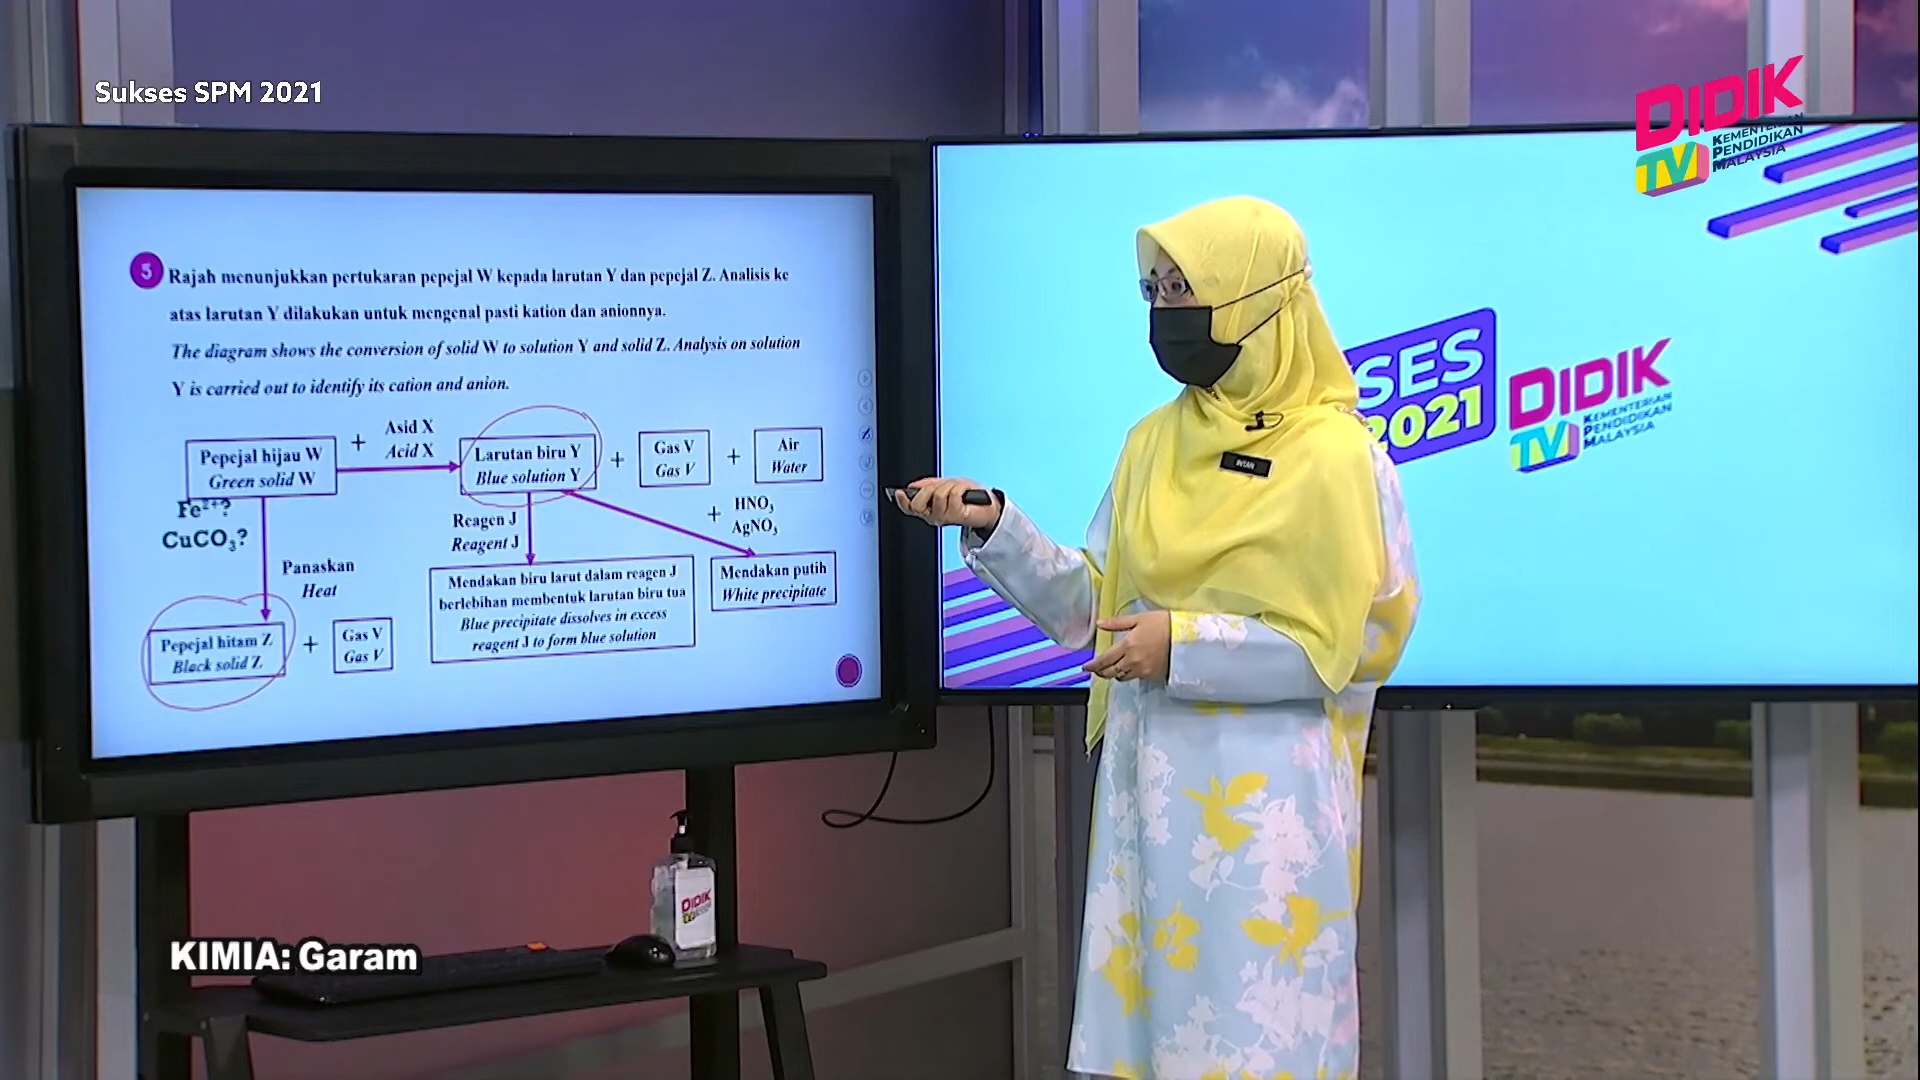 Sukses SPM 2021
DIDIK
TV
KEMENTERIAN
PENDIDIKAN
MALAYSIA
5
Rajah menunjukkan pertukaran pepejal W kepada larutan Y dan pepejal Z. Analisis ke
atas larutan Y dilakukan untuk mengenal pasti kation dan anionnya.
The diagram shows the conversion of solid W to solution Y and solid Z. Analysis on solution
Y is carried out to identify its cation and anion.
Pepejal hijau W
Green solid W
+
Asid X
Acid X
Larutan biru Y
Blue solution Y
+
Gas V
Gas V
+
Air
Water
Fe²⁺?
CuCO₃?
Panaskan
Heat
Reagen J
Reagent J
+
HNO₃
AgNO₃
Pepejal hitam Z
Black solid Z
+
Gas V
Gas V
Mendakan biru larut dalam reagen J
berlebihan membentuk larutan biru tua
Blue precipitate dissolves in excess
reagent J to form blue solution
Mendakan putih
White precipitate
SES
2021
DIDIK
TV
KEMENTERIAN
PENDIDIKAN
MALAYSIA
INTAN
DIDIK
TV
KIMIA: Garam